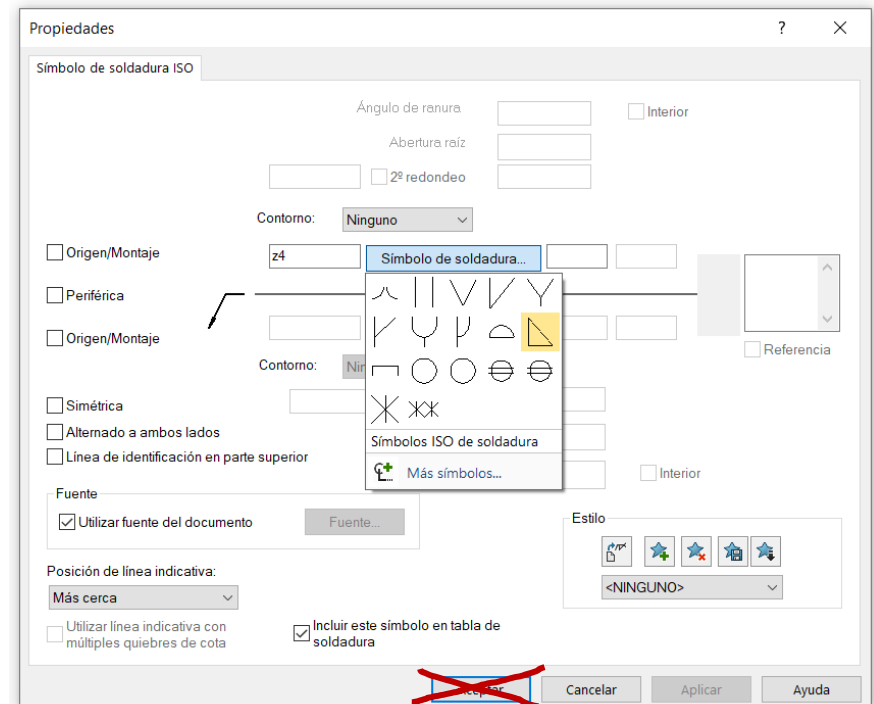 Propiedades ? ×
Símbolo de soldadura ISO
Ángulo de ranura Interior
Abertura raíz
2º redondeo
Contorno: Ninguno
Origen/Montaje z4 Símbolo de soldadura...
Periférica
Origen/Montaje
Referencia
Contorno:
Simétrica
Alternado a ambos lados
Símbolos ISO de soldadura
Línea de identificación en parte superior
Más símbolos... Interior
Fuente
Utilizar fuente del documento Fuente...
Estilo
Posición de línea indicativa:
Más cerca
<NINGUNO>
Utilizar línea indicativa con
múltiples quiebres de cota
Incluir este símbolo en tabla de
soldadura
Aceptar Cancelar Aplicar Ayuda